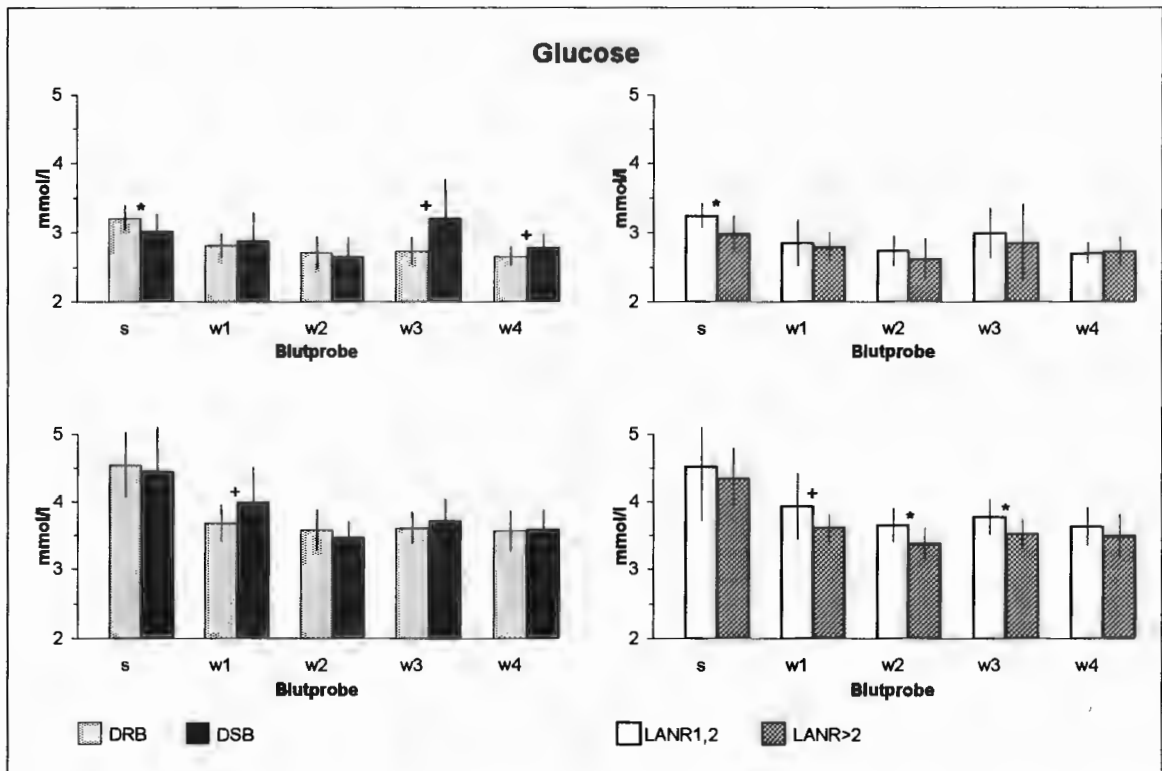 Glucose
5
4
3
2
mmol/l
* + +
s w1 w2 w3 w4
Blutprobe
5
4
3
2
mmol/l
*
s w1 w2 w3 w4
Blutprobe
5
4
3
2
mmol/l
+
s w1 w2 w3 w4
Blutprobe
5
4
3
2
mmol/l
+ * *
s w1 w2 w3 w4
Blutprobe
DRB DSB
LANR1,2 LANR>2